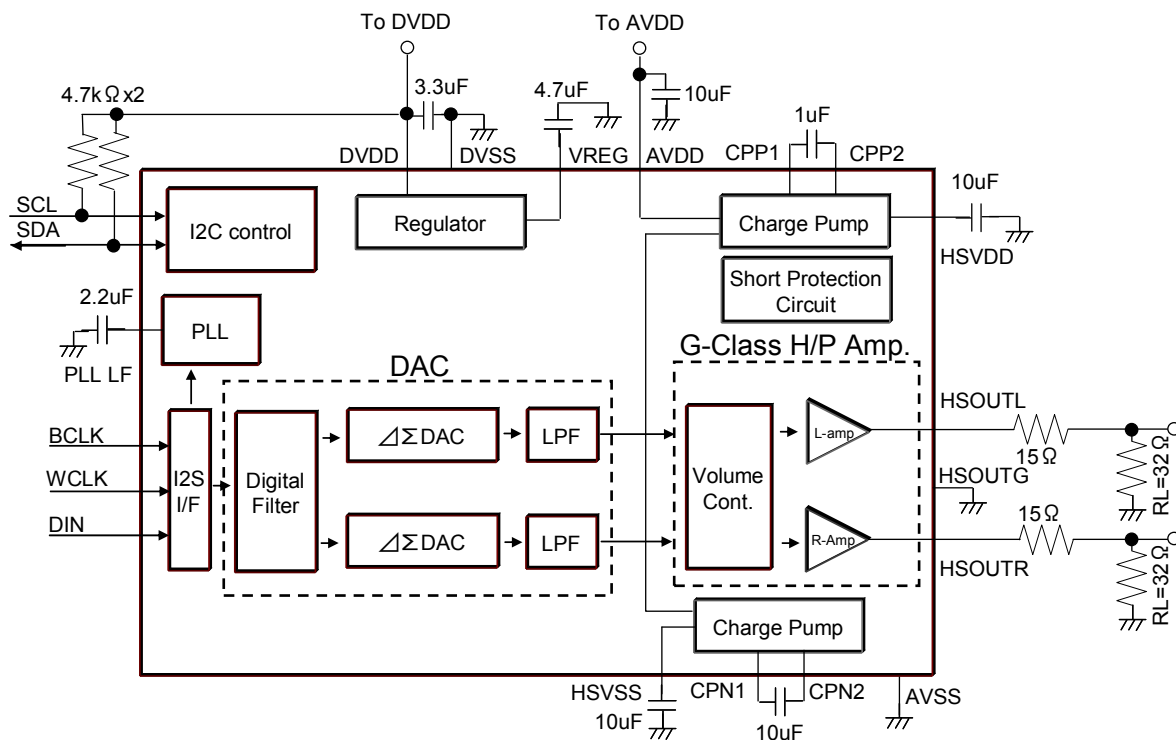 To DVDD
To AVDD
4.7kΩx2
3.3uF
4.7uF
10uF
1uF
DVDD
DVSS
VREG
AVDD
CPP1
CPP2
10uF
SCL
SDA
I2C control
Regulator
Charge Pump
HSVDD
Short Protection
Circuit
2.2uF
PLL
PLL LF
DAC
G-Class H/P Amp.
BCLK
WCLK
DIN
I2S
I/F
Digital
Filter
⊿ΣDAC
LPF
⊿ΣDAC
LPF
Volume
Cont.
L-amp
R-Amp
HSOUTL
15Ω
RL=32Ω
HSOUTG
15Ω
HSOUTR
RL=32Ω
Charge Pump
HSVSS
10uF
CPN1
CPN2
10uF
AVSS